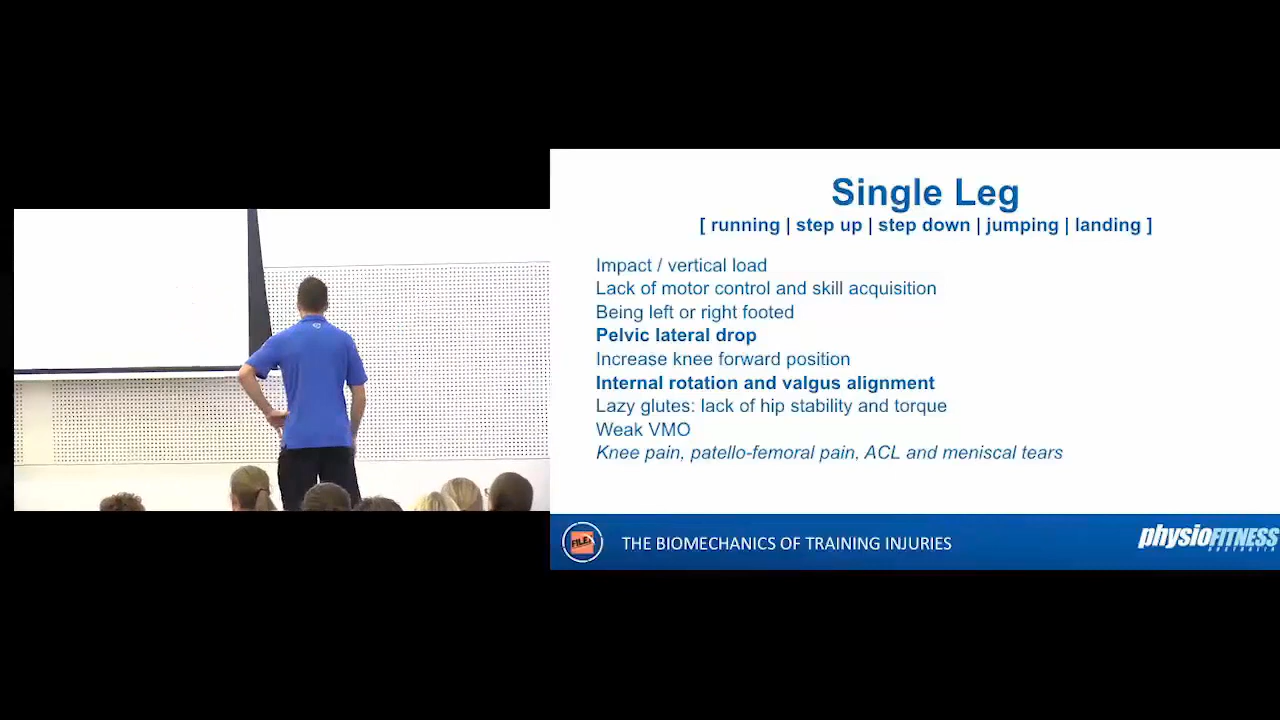 Single Leg
[ running | step up | step down | jumping | landing ]
Impact / vertical load
Lack of motor control and skill acquisition
Being left or right footed
Pelvic lateral drop
Increase knee forward position
Internal rotation and valgus alignment
Lazy glutes: lack of hip stability and torque
Weak VMO
Knee pain, patello-femoral pain, ACL and meniscal tears
FILEX
THE BIOMECHANICS OF TRAINING INJURIES
physioFITNESS
AUSTRALIA